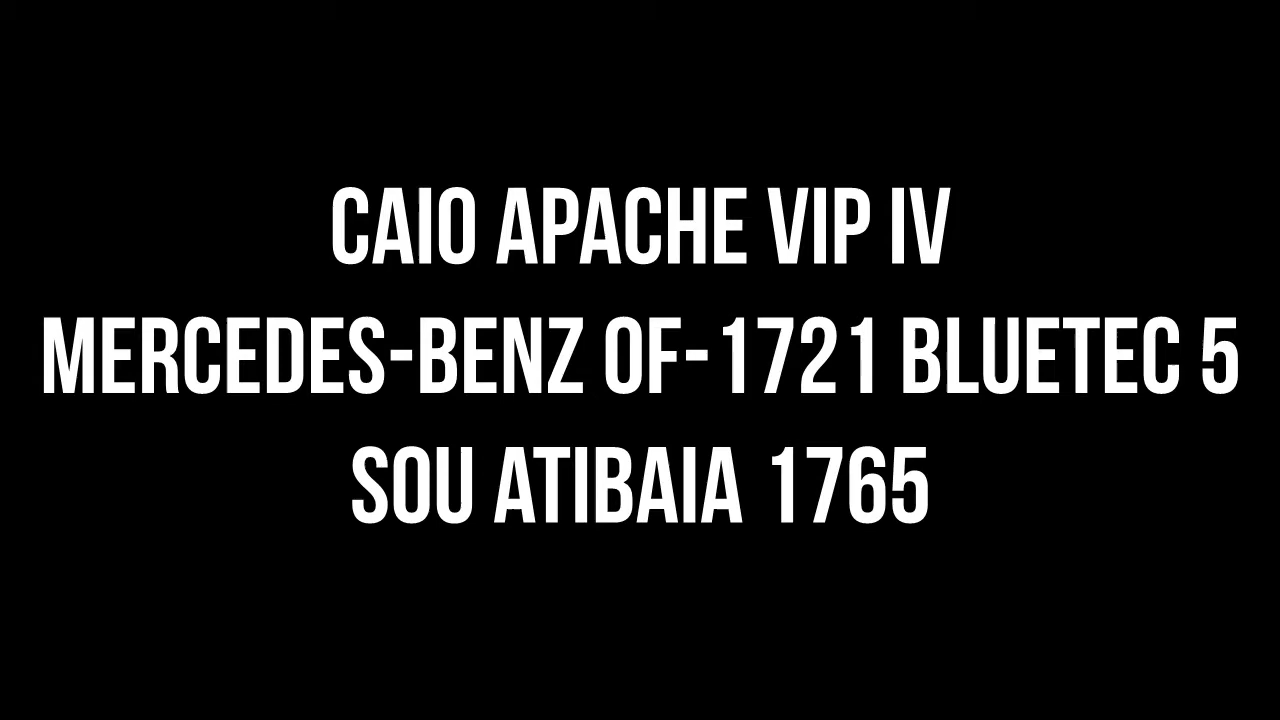 CAIO APACHE VIP IV
MERCEDES-BENZ OF-1721 BLUETEC 5
SOU ATIBAIA 1765